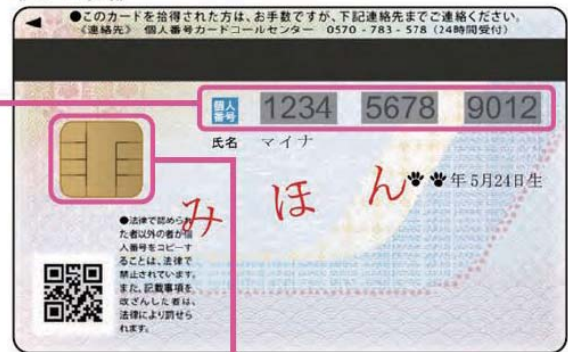 ●このカードを拾得された方は、お手数ですが、下記連絡先までご連絡ください。
《連絡先》 個人番号カードコールセンター 0570-783-578（24時間受付）
個人番号 1234 5678 9012
氏名 マイナ
みほん
年5月24日生
●法律で認められ
た者以外の者が個
人番号をコピーす
ることは、法律で
禁止されています。
また、記載事項を
改ざんした者は、
法律により罰せら
れます。